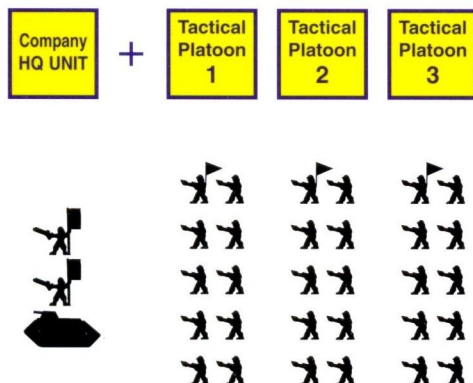 Company
HQ UNIT
+
Tactical
Platoon
1
Tactical
Platoon
2
Tactical
Platoon
3